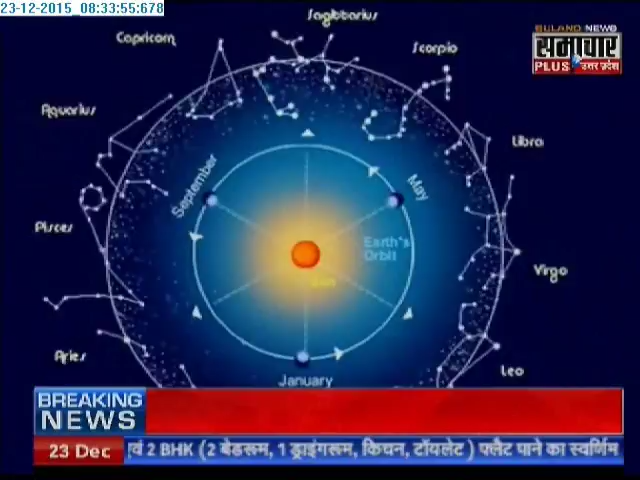 23-12-2015_08:33:55:678
Sagittarius
BULAND NEWS
Capricorn
Scorpio
समाचार
PLUS उत्तर प्रदेश
Aquarius
Libra
September
May
Pisces
Earth's
Orbit
Virgo
Sun
Aries
Leo
January
BREAKING
NEWS
23 Dec र्वं 2 BHK (2 बेडरूम, 1 ड्राइंगरूम, किचन, टॉयलेट ) फ्लैट पाने का स्वर्णिम